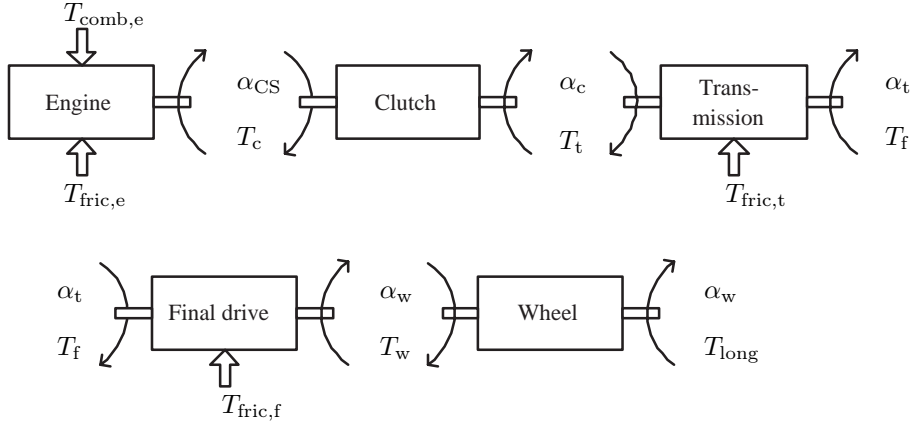 T_comb,e
Engine
T_fric,e
α_CS
T_c
Clutch
α_c
T_t
Trans-
mission
T_fric,t
α_t
T_f
α_t
T_f
Final drive
T_fric,f
α_w
T_w
Wheel
α_w
T_long